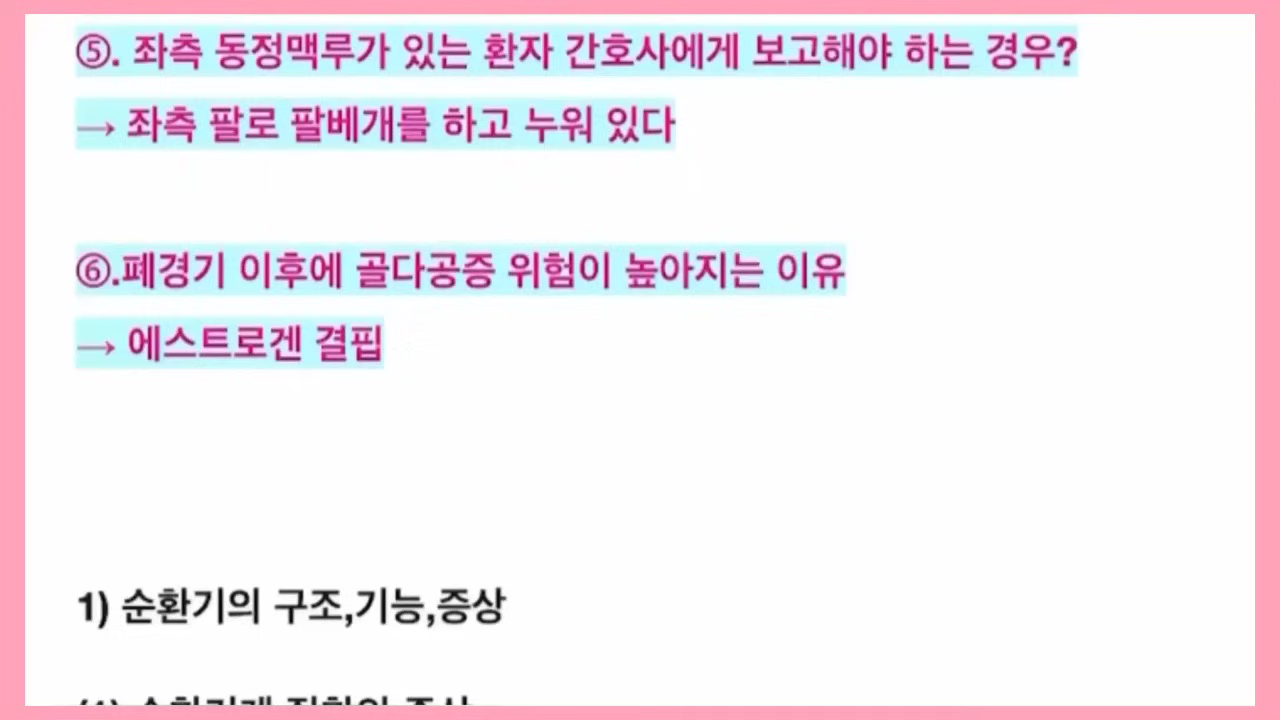 ⑤. 좌측 동정맥루가 있는 환자 간호사에게 보고해야 하는 경우?
→ 좌측 팔로 팔베개를 하고 누워 있다
⑥.폐경기 이후에 골다공증 위험이 높아지는 이유
→ 에스트로겐 결핍
1) 순환기의 구조,기능,증상